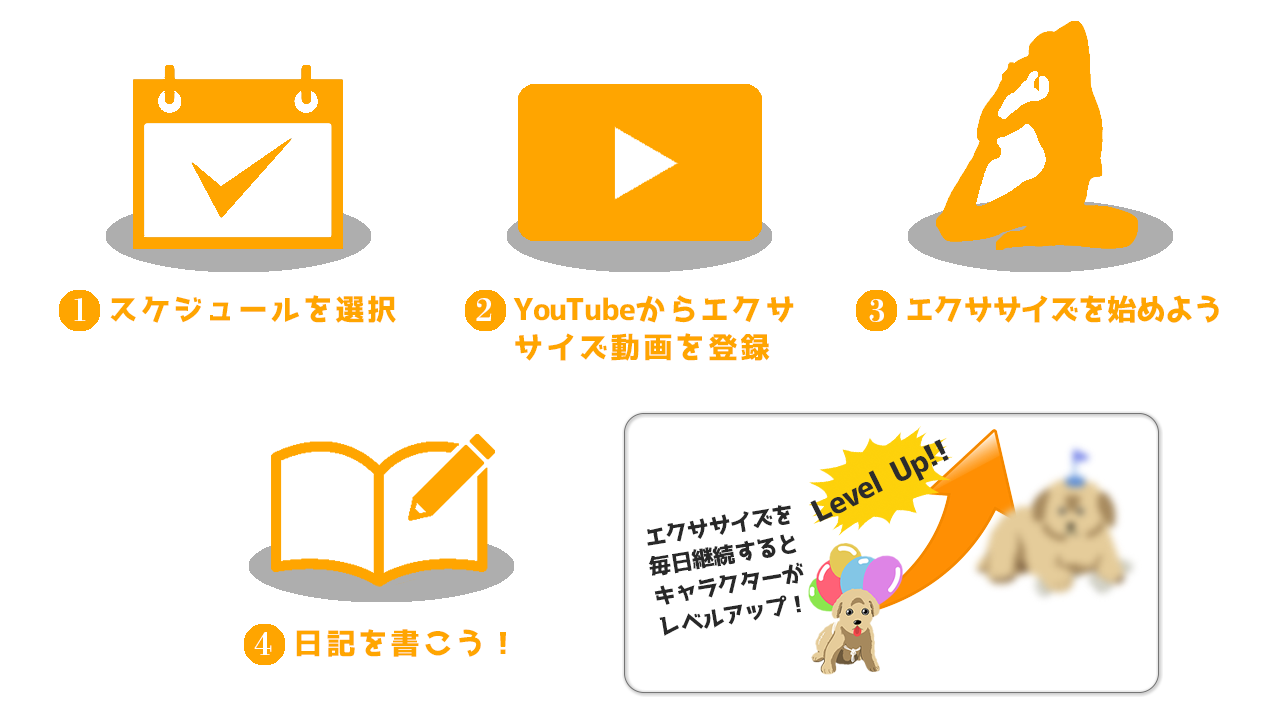 1 スケジュールを選択
2 YouTubeからエクサ
サイズ動画を登録
3 エクササイズを始めよう
4 日記を書こう！
Level Up!!
エクササイズを
毎日継続すると
キャラクターが
レベルアップ！